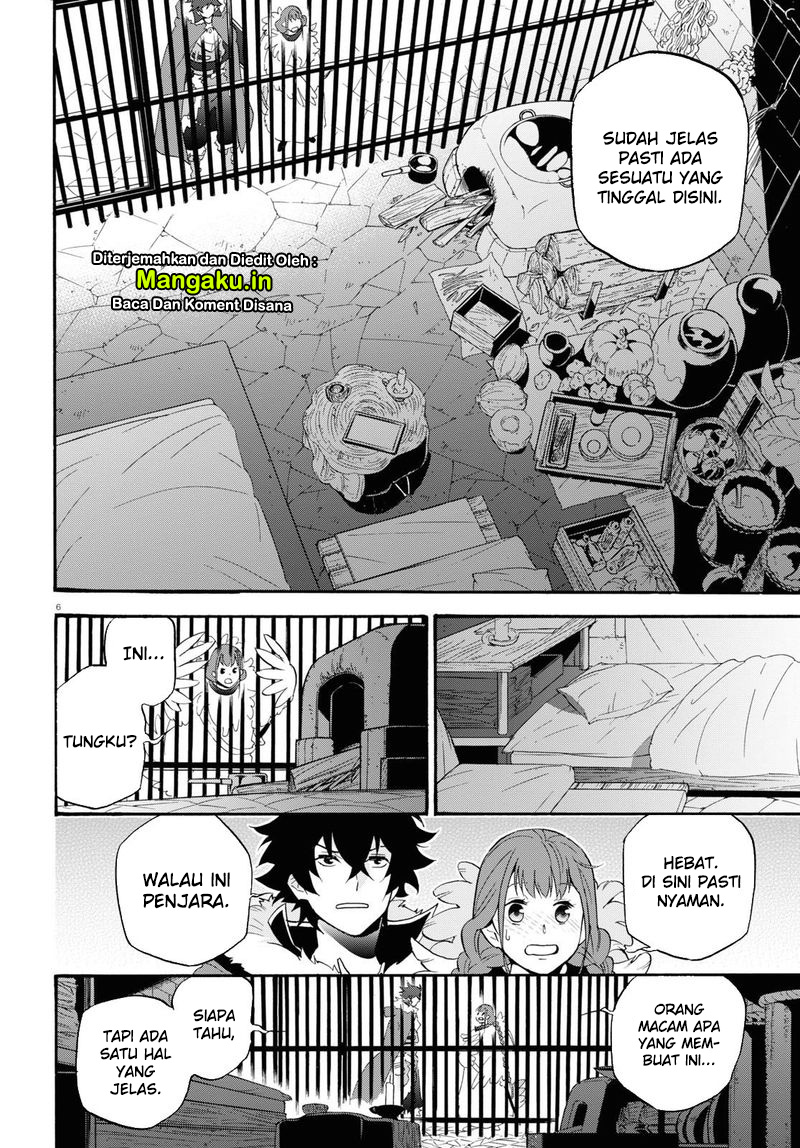 SUDAH JELAS
PASTI ADA
SESUATU YANG
TINGGAL DISINI.
Diterjemahkan dan Diedit Oleh :
Mangaku.in
Baca Dan Koment Disana
6
INI...
TUNGKU?
HEBAT.
DI SINI PASTI
NYAMAN.
WALAU INI
PENJARA.
ORANG
MACAM APA
YANG MEM-
BUAT INI...
SIAPA
TAHU,
TAPI ADA
SATU HAL
YANG
JELAS.